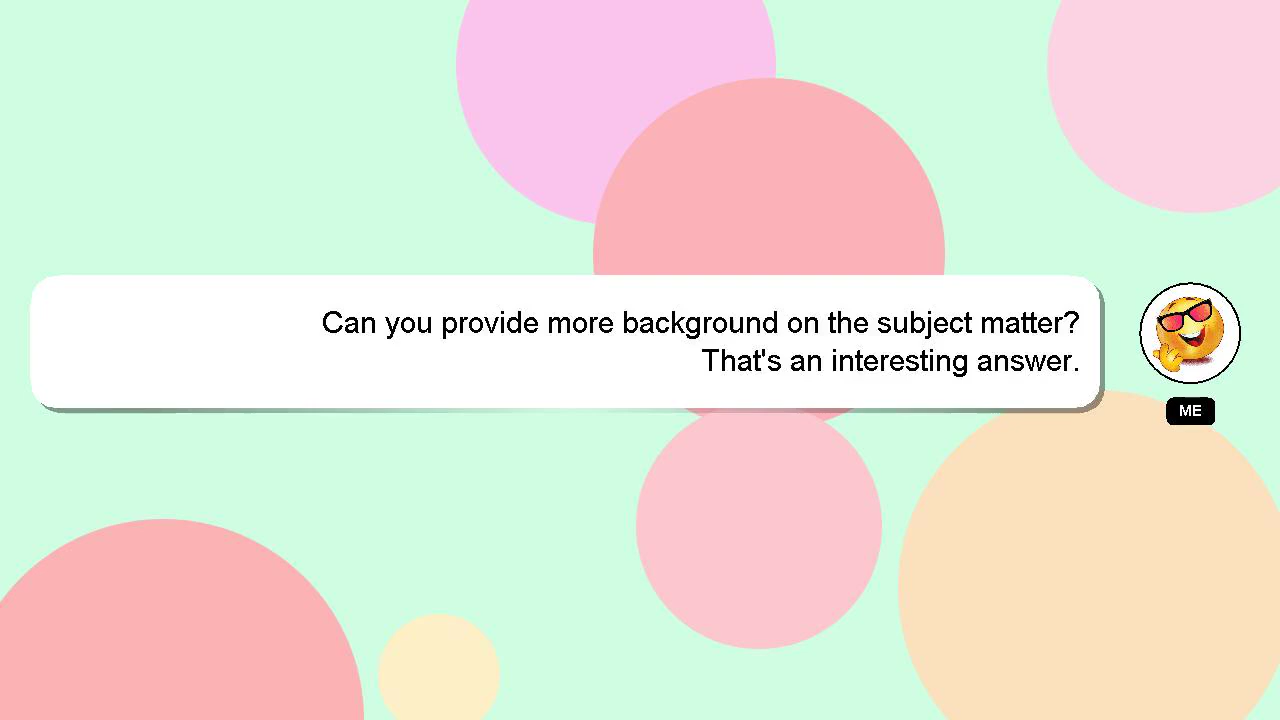 Can you provide more background on the subject matter?
That's an interesting answer.
ME